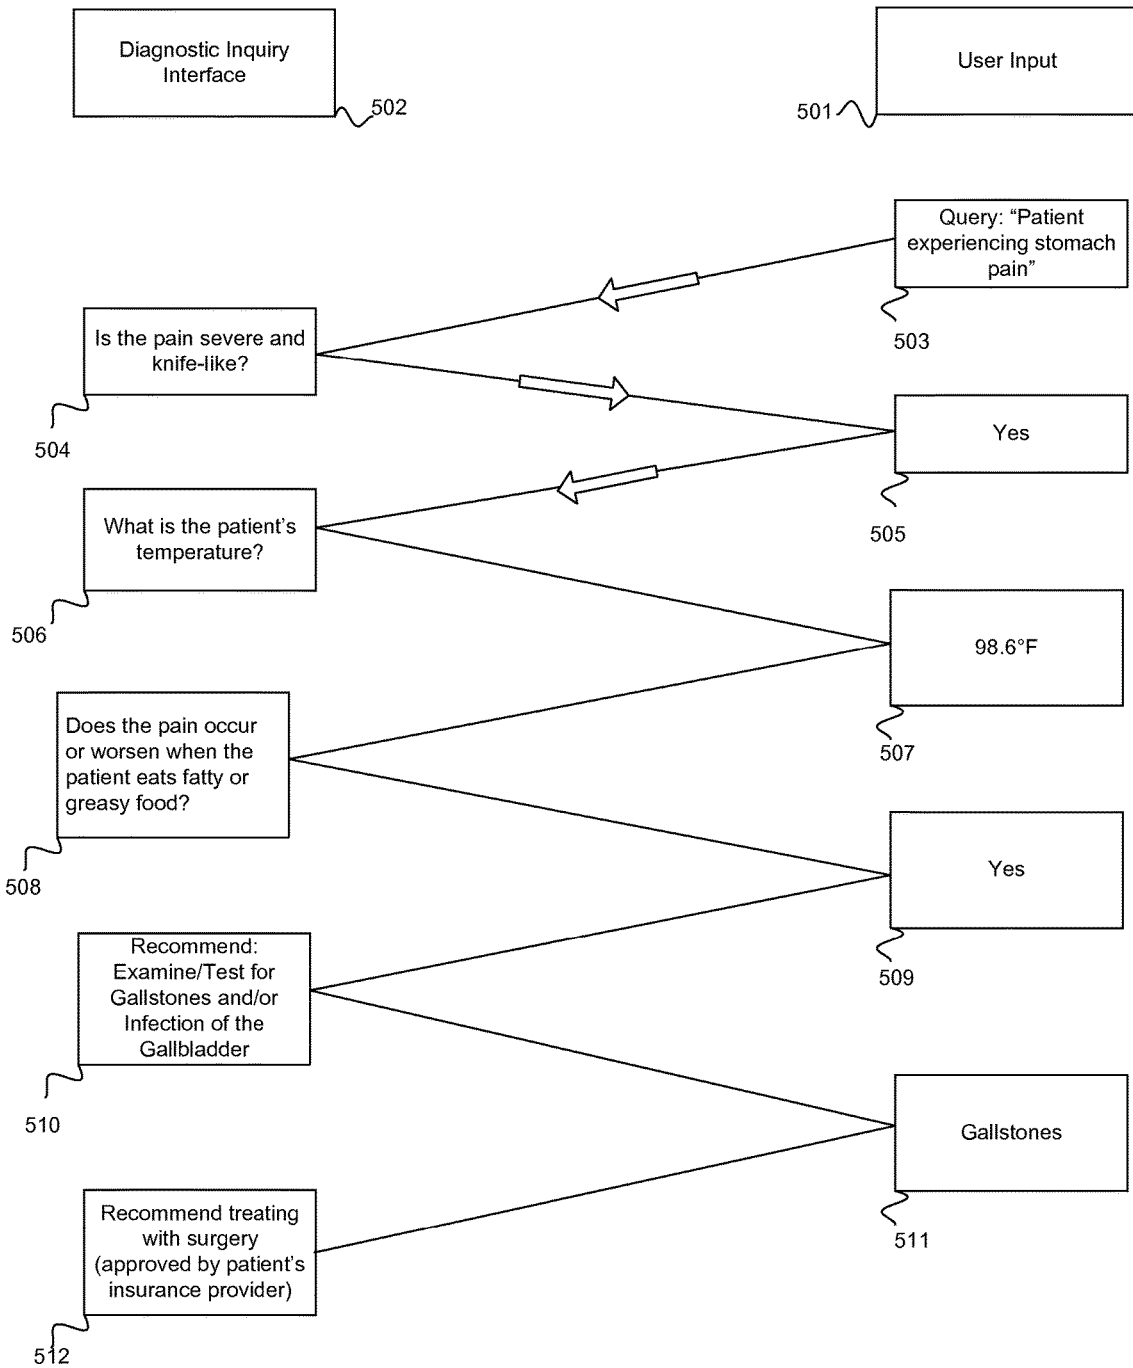 Diagnostic Inquiry
Interface
502
User Input
501
Query: “Patient
experiencing stomach
pain”
503
Is the pain severe and
knife-like?
504
Yes
505
What is the patient’s
temperature?
506
98.6°F
507
Does the pain occur
or worsen when the
patient eats fatty or
greasy food?
508
Yes
509
Recommend:
Examine/Test for
Gallstones and/or
Infection of the
Gallbladder
510
Gallstones
511
Recommend treating
with surgery
(approved by patient’s
insurance provider)
512